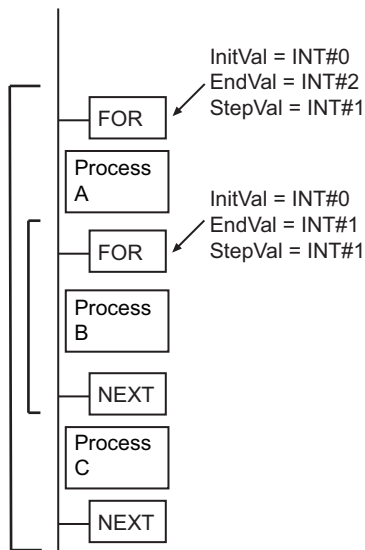 InitVal = INT#0
EndVal = INT#2
StepVal = INT#1
FOR
Process
A
InitVal = INT#0
EndVal = INT#1
StepVal = INT#1
FOR
Process
B
NEXT
Process
C
NEXT